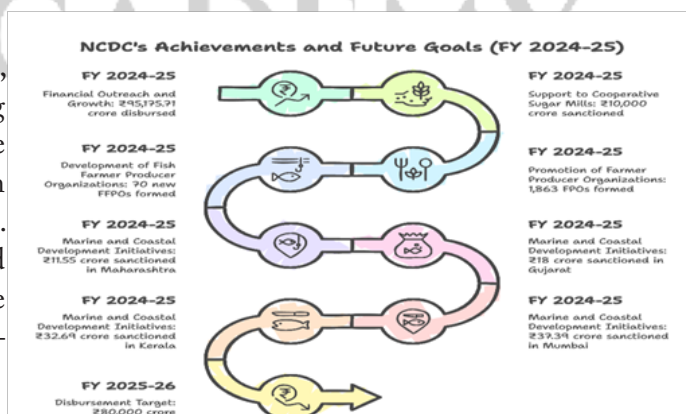 NCDC's Achievements and Future Goals (FY 2024-25)
FY 2024-25
Financial Outreach and
Growth: ₹95,175.71
crore disbursed
FY 2024-25
Support to Cooperative
Sugar Mills: ₹10,000
crore sanctioned
FY 2024-25
Development of Fish
Farmer Producer
Organizations: 70 new
FFPOs formed
FY 2024-25
Promotion of Farmer
Producer Organizations:
1,863 FPOs formed
FY 2024-25
Marine and Coastal
Development Initiatives:
₹11.55 crore sanctioned
in Maharashtra
FY 2024-25
Marine and Coastal
Development Initiatives:
₹18 crore sanctioned in
Gujarat
FY 2024-25
Marine and Coastal
Development Initiatives:
₹32.69 crore sanctioned
in Kerala
FY 2024-25
Marine and Coastal
Development Initiatives:
₹37.39 crore sanctioned
in Mumbai
FY 2025-26
Disbursement Target:
₹80,000 crore